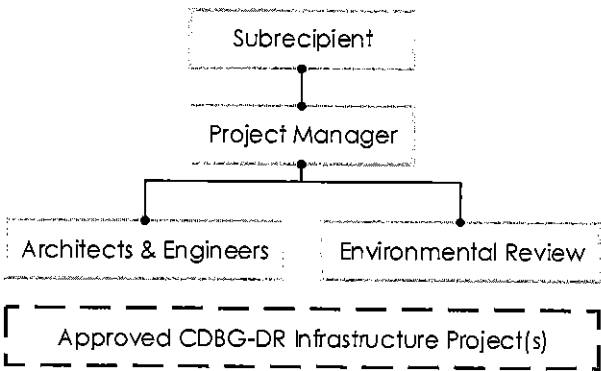 Subrecipient
Project Manager
Architects & Engineers
Environmental Review
Approved CDBG-DR Infrastructure Project(s)